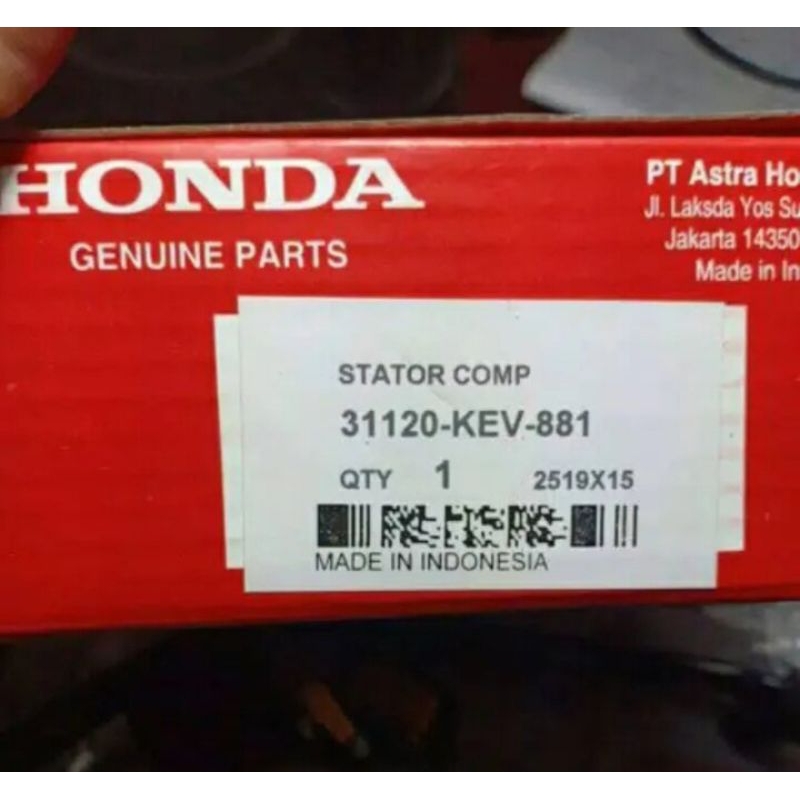 HONDA
GENUINE PARTS
PT Astra Ho
Jl. Laksda Yos Su
Jakarta 14350
Made in In
STATOR COMP
31120-KEV-881
QTY 1 2519X15
MADE IN INDONESIA